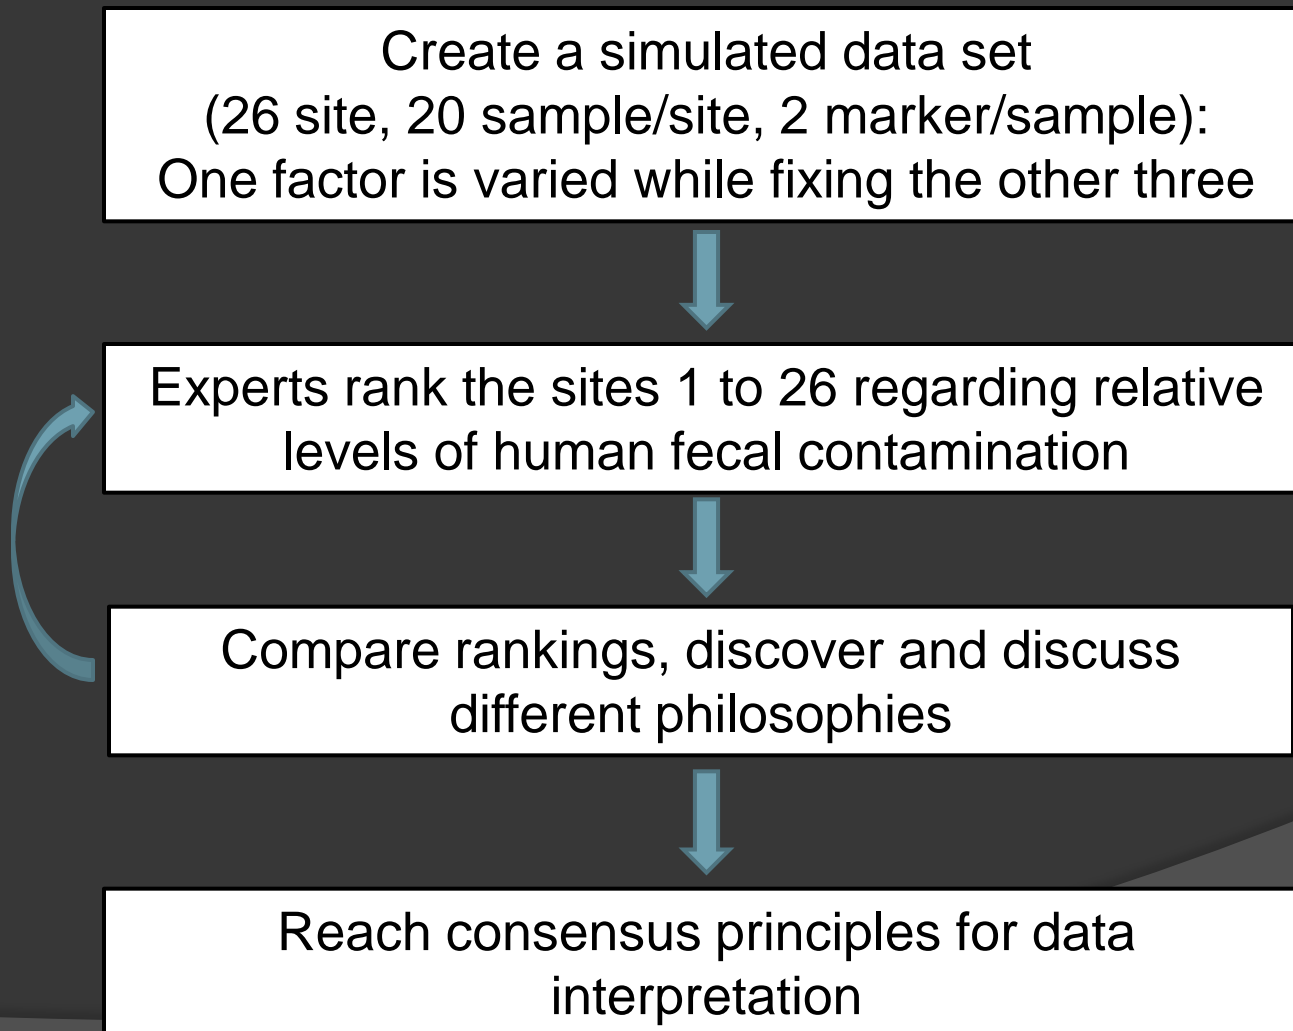 Create a simulated data set
(26 site, 20 sample/site, 2 marker/sample):
One factor is varied while fixing the other three
Experts rank the sites 1 to 26 regarding relative
levels of human fecal contamination
Compare rankings, discover and discuss
different philosophies
Reach consensus principles for data
interpretation